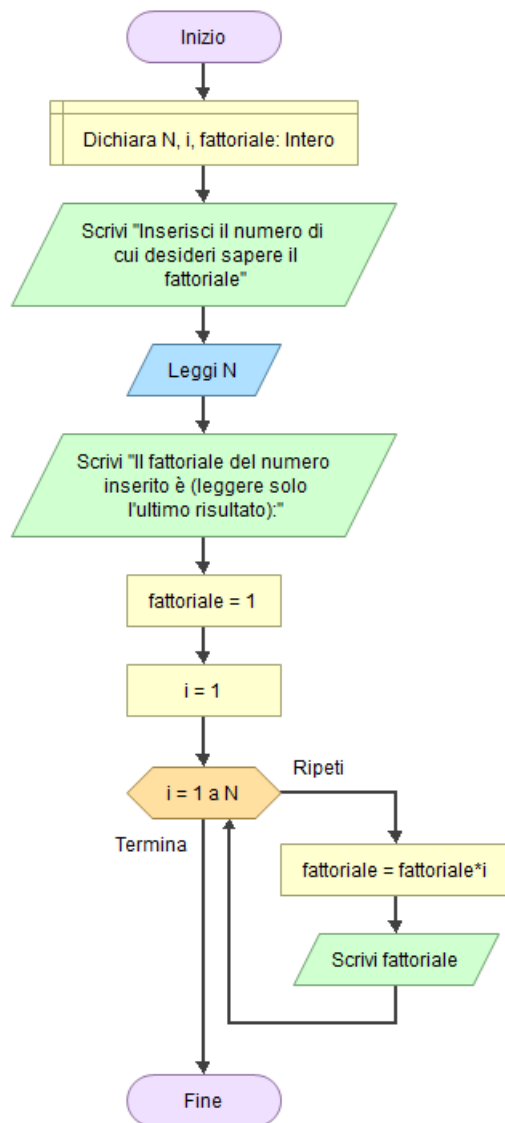 Inizio
Dichiara N, i, fattoriale: Intero
Scrivi "Inserisci il numero di
cui desideri sapere il
fattoriale"
Leggi N
Scrivi "Il fattoriale del numero
inserito è (leggere solo
l'ultimo risultato):"
fattoriale = 1
i = 1
i = 1 a N
Ripeti
Termina
fattoriale = fattoriale*i
Scrivi fattoriale
Fine